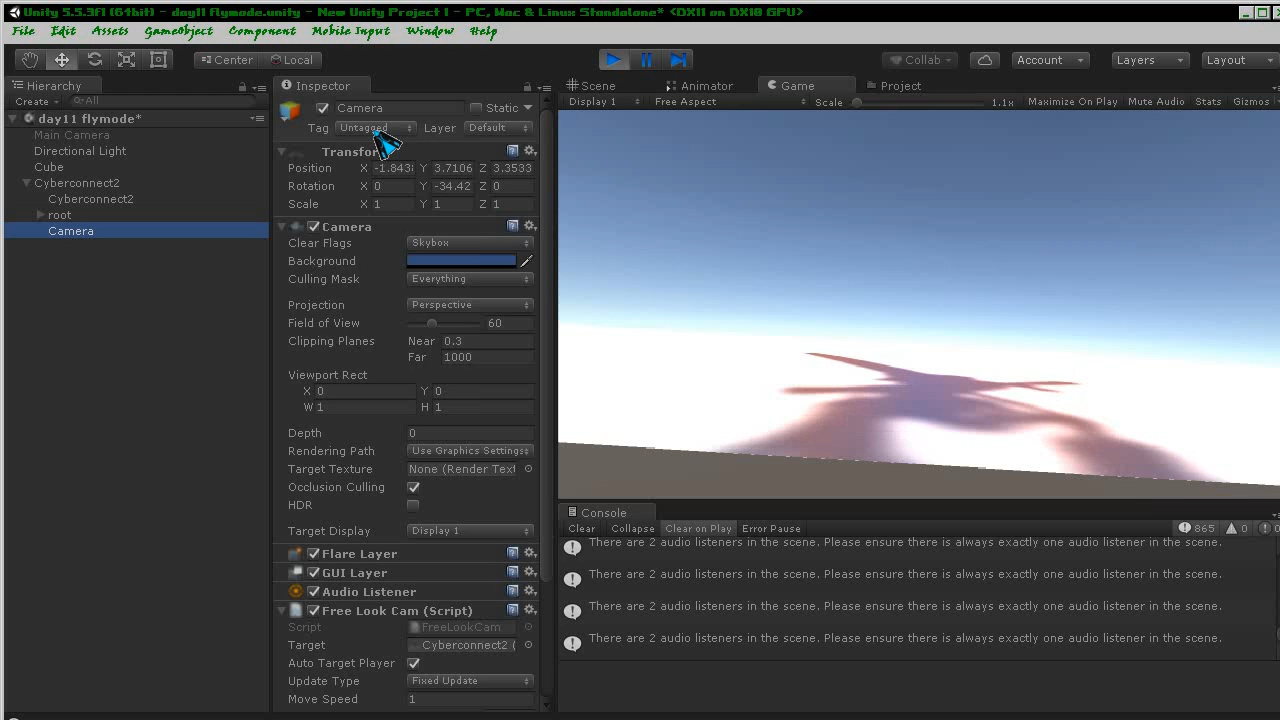 Unity 5.5.3f1 (64bit) - day11 flymode.unity - New Unity Project 1 - PC, Mac & Linux Standalone* <DX11 on DX10 GPU>
File Edit Assets GameObject Component Mobile Input Window Help
Center Local Collab Account Layers Layout
Hierarchy Inspector Scene Animator Game Project
Create All
Camera Static
Display 1 Free Aspect Scale 1.1x Maximize On Play Mute Audio Stats Gizmos
day11 flymode*
Tag Untagged Layer Default
Main Camera
Directional Light
Transfor
Cube
Position X -1.843 Y 3.7106 Z 3.3533
Cyberconnect2
Rotation X 0 Y -34.42 Z 0
Cyberconnect2
Scale X 1 Y 1 Z 1
root
Camera
Camera
Clear Flags Skybox
Background
Culling Mask Everything
Projection Perspective
Field of View 60
Clipping Planes Near 0.3
Far 1000
Viewport Rect
X 0 Y 0
W 1 H 1
Depth 0
Rendering Path Use Graphics Settings
Target Texture None (Render Text
Occlusion Culling
HDR
Target Display Display 1
Flare Layer
GUI Layer
Audio Listener
Free Look Cam (Script)
Script FreeLookCam
Target Cyberconnect2 (
Auto Target Player
Update Type Fixed Update
Move Speed 1
Console
Clear Collapse Clear on Play Error Pause 865 0 0
There are 2 audio listeners in the scene. Please ensure there is always exactly one audio listener in the scene.
There are 2 audio listeners in the scene. Please ensure there is always exactly one audio listener in the scene.
There are 2 audio listeners in the scene. Please ensure there is always exactly one audio listener in the scene.
There are 2 audio listeners in the scene. Please ensure there is always exactly one audio listener in the scene.